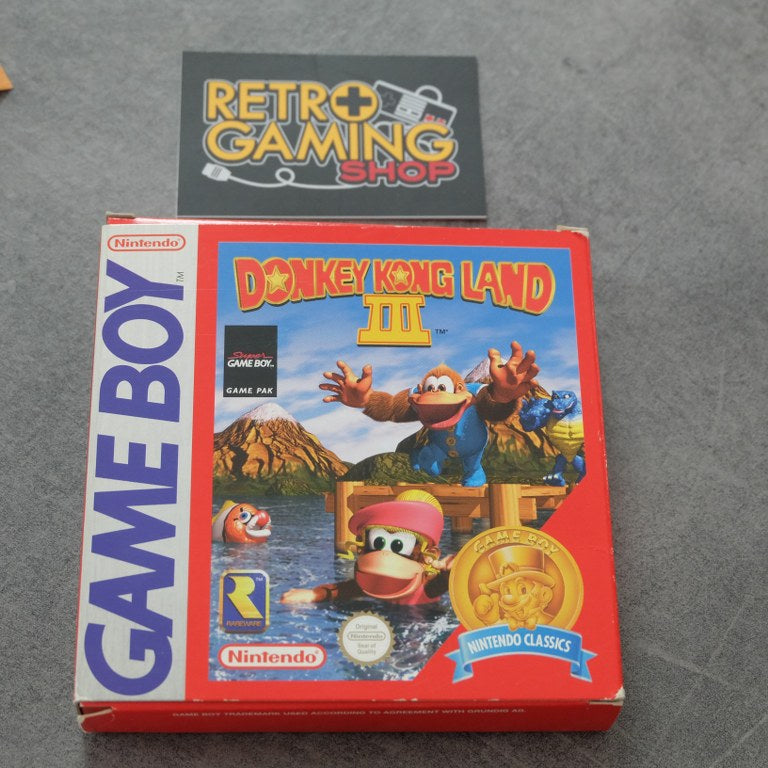 RETRO
GAMING
SHOP
Nintendo
GAME BOY
TM
DONKEY KONG LAND
III
TM
Super
GAME BOY
GAME PAK
GAME BOY
NINTENDO CLASSICS
TM
RAREWARE
Nintendo
Original
Nintendo
Seal of
Quality
GAME BOY TRADEMARK USED ACCORDING TO AGREEMENT WITH GRUNDIG AG.